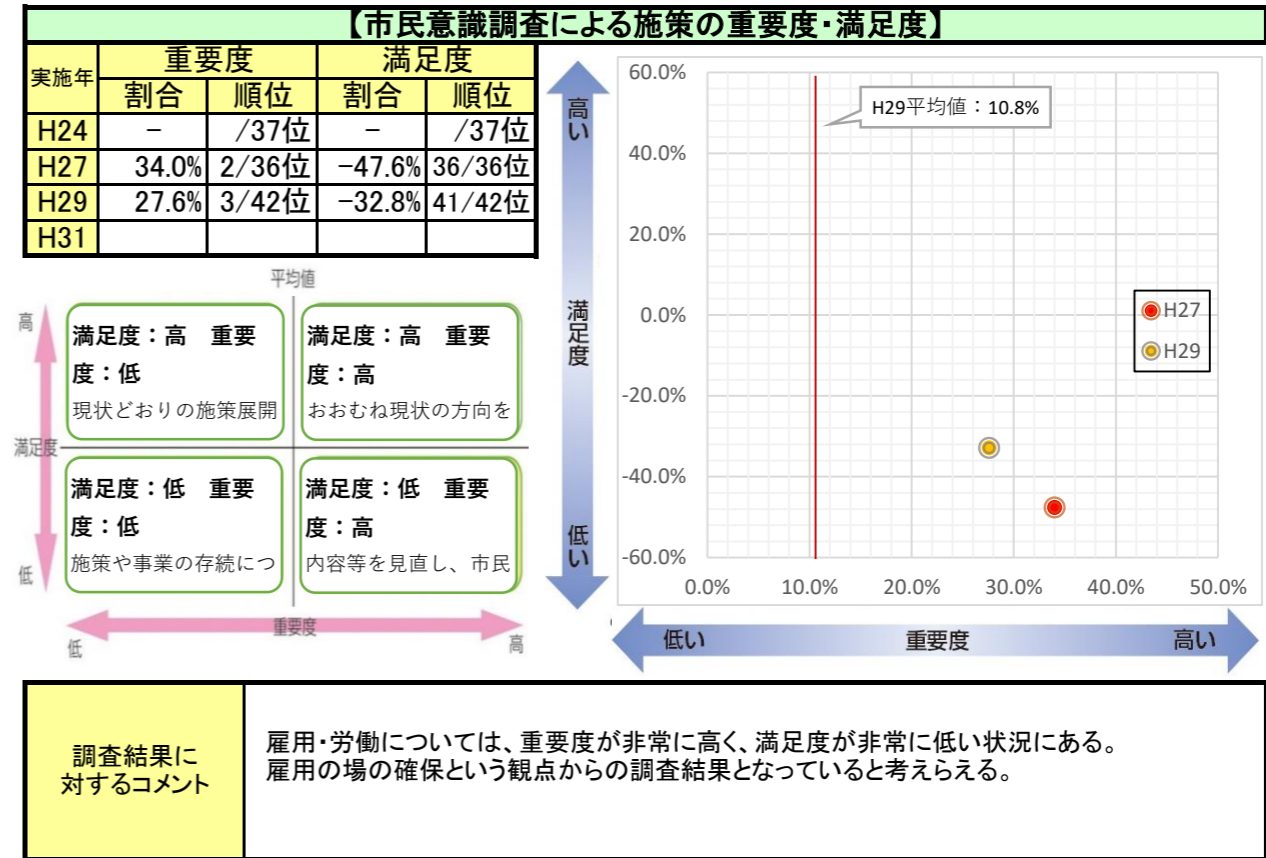 【市民意識調査による施策の重要度・満足度】
実施年 重要度 満足度
割合 順位 割合 順位
H24 － /37位 － /37位
H27 34.0% 2/36位 −47.6% 36/36位
H29 27.6% 3/42位 −32.8% 41/42位
H31
平均値
高
満足度：高　重要
度：低
現状どおりの施策展開
満足度：高　重要
度：高
おおむね現状の方向を
満足度
満足度：低　重要
度：低
施策や事業の存続につ
満足度：低　重要
度：高
内容等を見直し、市民
低
重要度
低
高
高い
満足度
低い
60.0%
40.0%
20.0%
0.0%
-20.0%
-40.0%
-60.0%
H29平均値：10.8%
H27
H29
0.0% 10.0% 20.0% 30.0% 40.0% 50.0%
低い 重要度 高い
調査結果に
対するコメント
雇用・労働については、重要度が非常に高く、満足度が非常に低い状況にある。
雇用の場の確保という観点からの調査結果となっていると考えらえる。